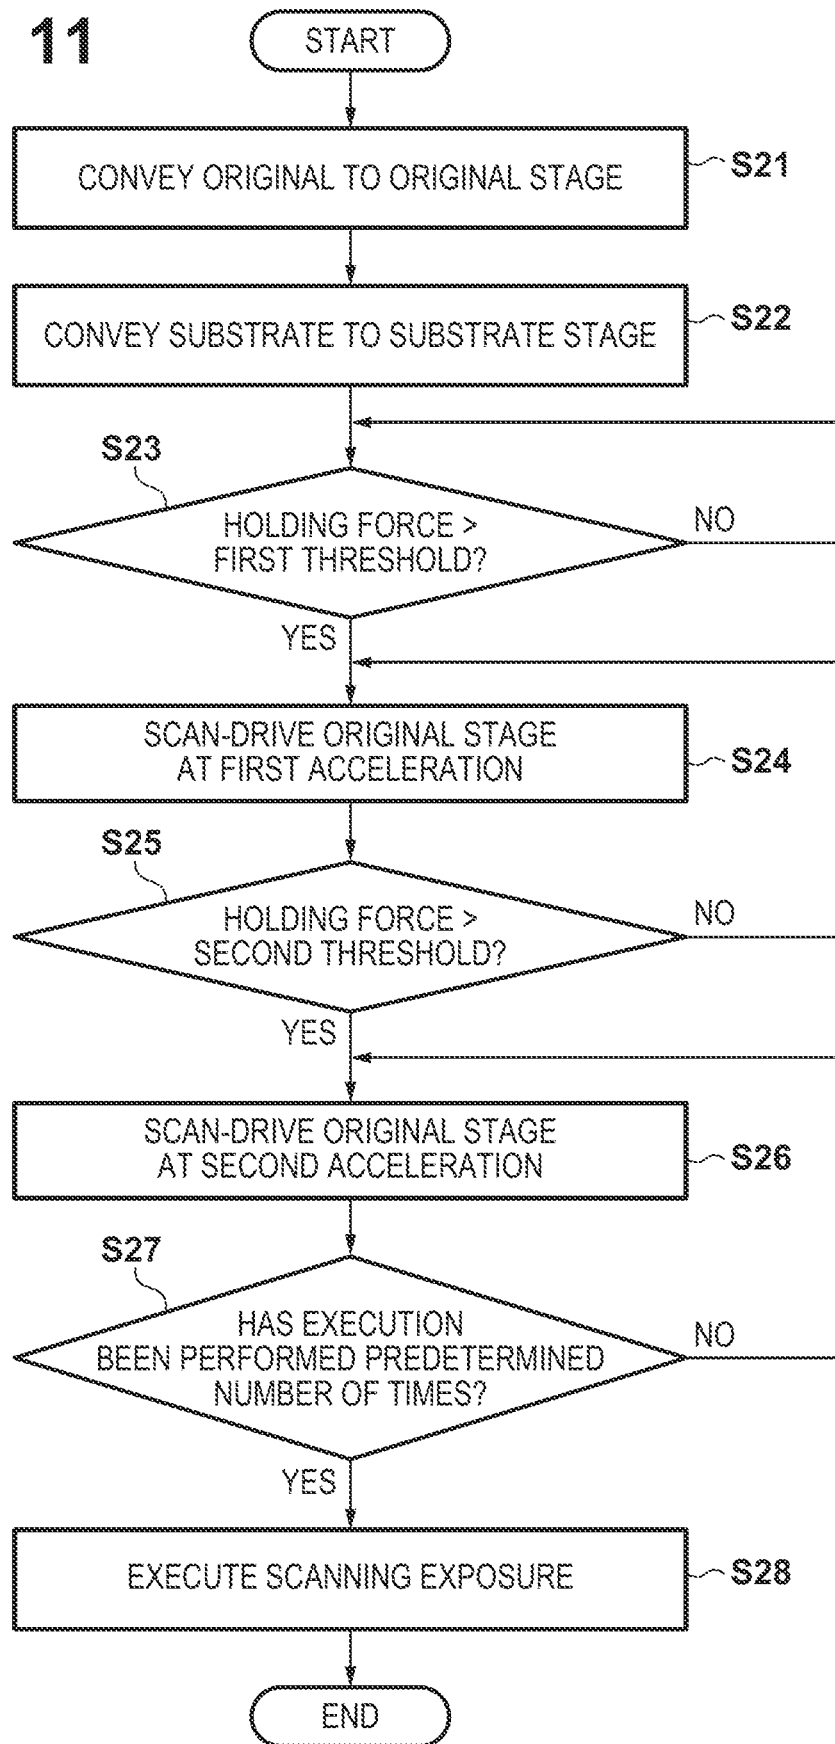 11
START
CONVEY ORIGINAL TO ORIGINAL STAGE
S21
CONVEY SUBSTRATE TO SUBSTRATE STAGE
S22
S23
HOLDING FORCE >
FIRST THRESHOLD?
NO
YES
SCAN-DRIVE ORIGINAL STAGE
AT FIRST ACCELERATION
S24
S25
HOLDING FORCE >
SECOND THRESHOLD?
NO
YES
SCAN-DRIVE ORIGINAL STAGE
AT SECOND ACCELERATION
S26
S27
HAS EXECUTION
BEEN PERFORMED PREDETERMINED
NUMBER OF TIMES?
NO
YES
EXECUTE SCANNING EXPOSURE
S28
END